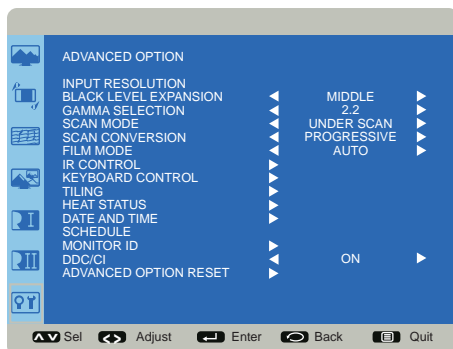 ADVANCED OPTION
INPUT RESOLUTION
BLACK LEVEL EXPANSION MIDDLE
GAMMA SELECTION 2.2
SCAN MODE UNDER SCAN
SCAN CONVERSION PROGRESSIVE
FILM MODE AUTO
IR CONTROL
KEYBOARD CONTROL
TILING
HEAT STATUS
DATE AND TIME
SCHEDULE
MONITOR ID
DDC/CI ON
ADVANCED OPTION RESET
Sel Adjust Enter Back Quit